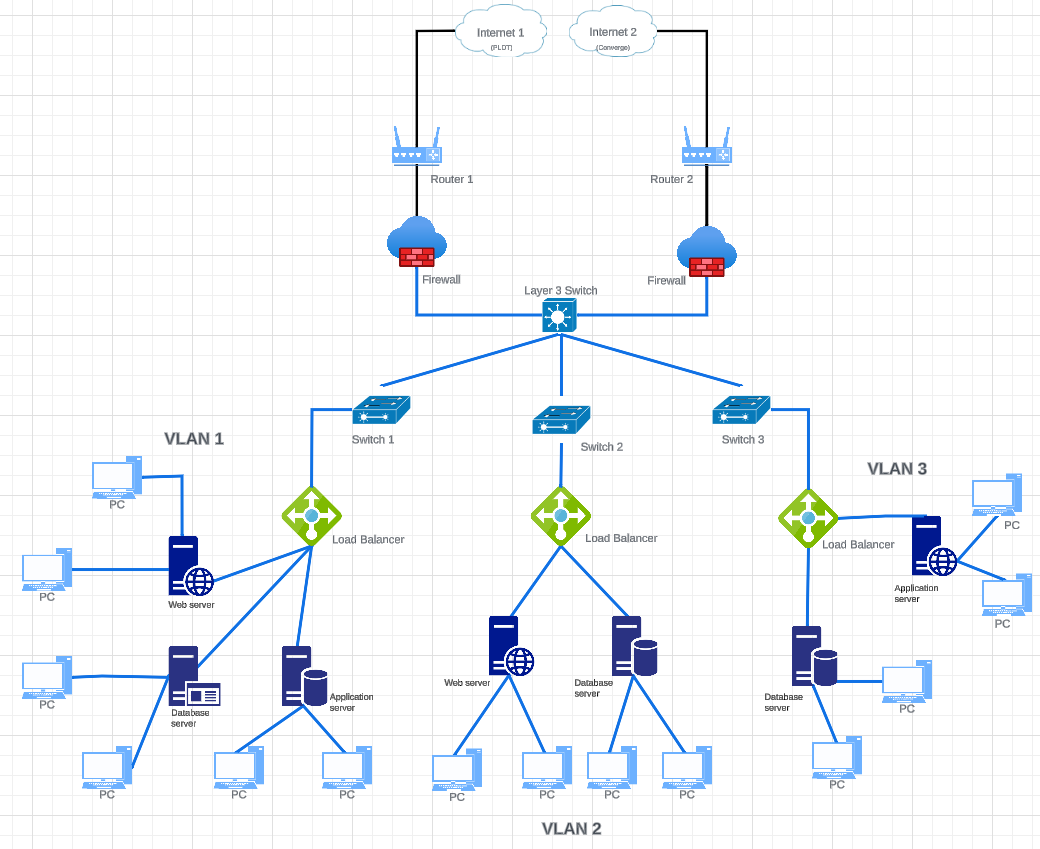 Internet 1
(PLDT)
Internet 2
(Converge)
Router 1
Router 2
Firewall
Firewall
Layer 3 Switch
Switch 1
Switch 2
Switch 3
VLAN 1
VLAN 3
PC
PC
Load Balancer
Load Balancer
Load Balancer
PC
Web server
Application
server
PC
PC
Database
server
Application
server
Web server
Database
server
Database
server
PC
PC
PC
PC
PC
PC
PC
PC
PC
VLAN 2